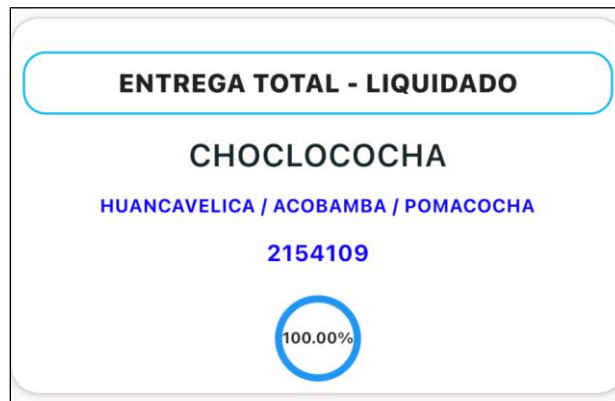 ENTREGA TOTAL - LIQUIDADO
CHOCLOCOCHA
HUANCAVELICA / ACOBAMBA / POMACOCHA
2154109
100.00%